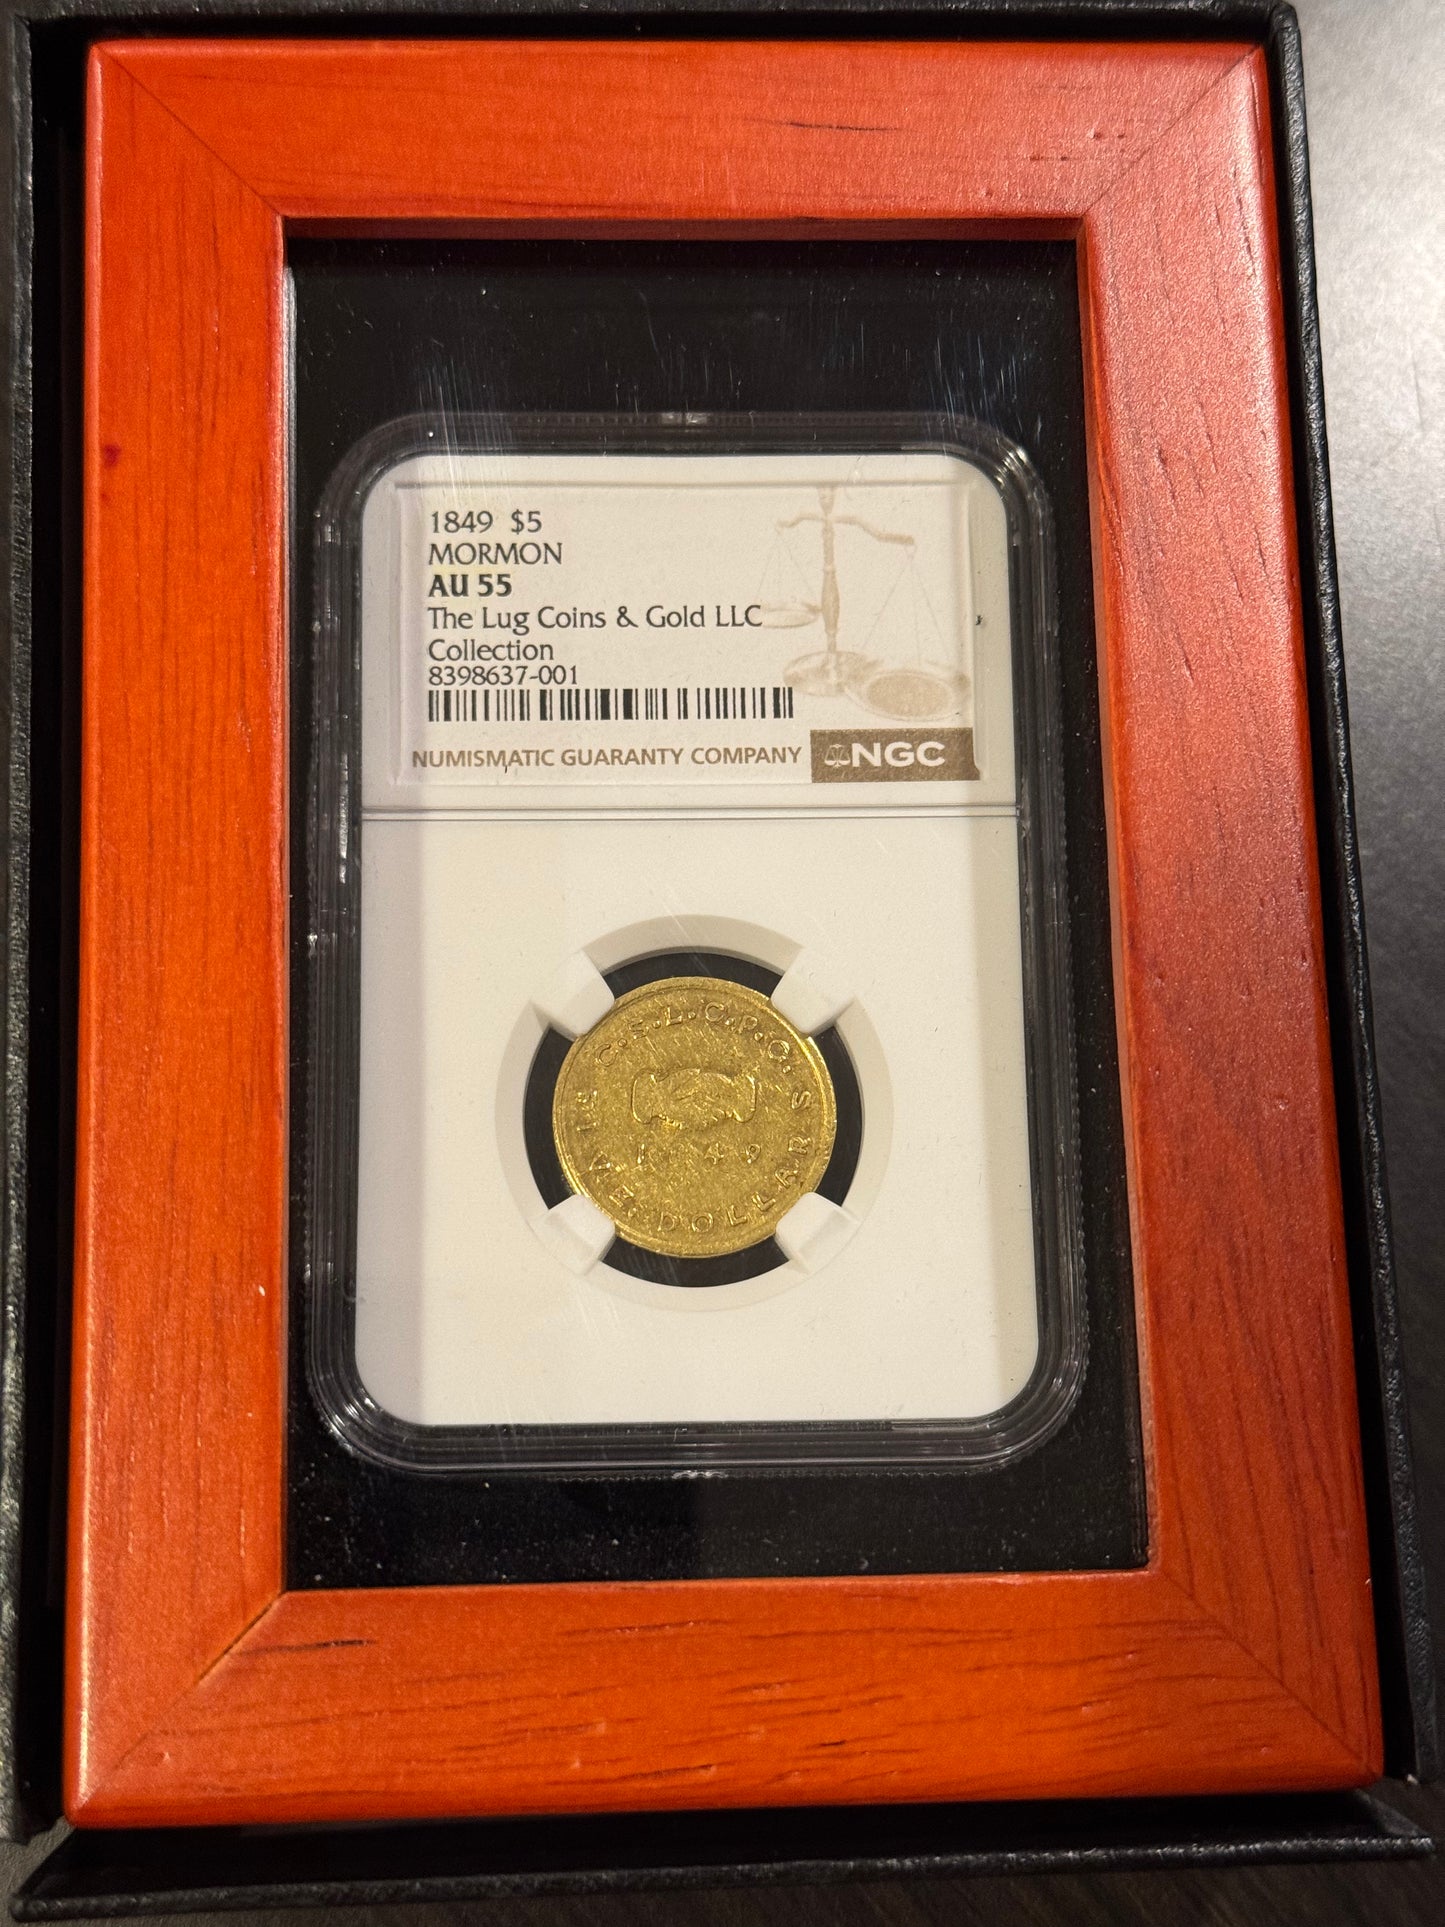 1849 $5
MORMON
AU 55
The Lug Coins & Gold LLC
Collection
8398637-001
NUMISMATIC GUARANTY COMPANY NGC
G.S.L.C.P.G.
1849
FIVE DOLLARS